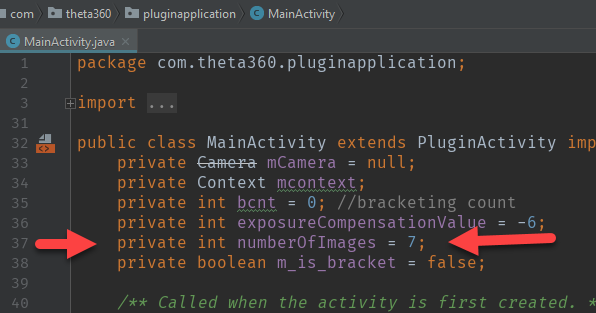 com theta360 pluginapplication MainActivity
MainActivity.java
1 package com.theta360.pluginapplication;
2
3 import ...
31
32 public class MainActivity extends PluginActivity imp
33 private Camera mCamera = null;
34 private Context mcontext;
35 private int bcnt = 0; //bracketing count
36 private int exposureCompensationValue = -6;
37 private int numberOfImages = 7;
38 private boolean m_is_bracket = false;
39
40 /** Called when the activity is first created. *